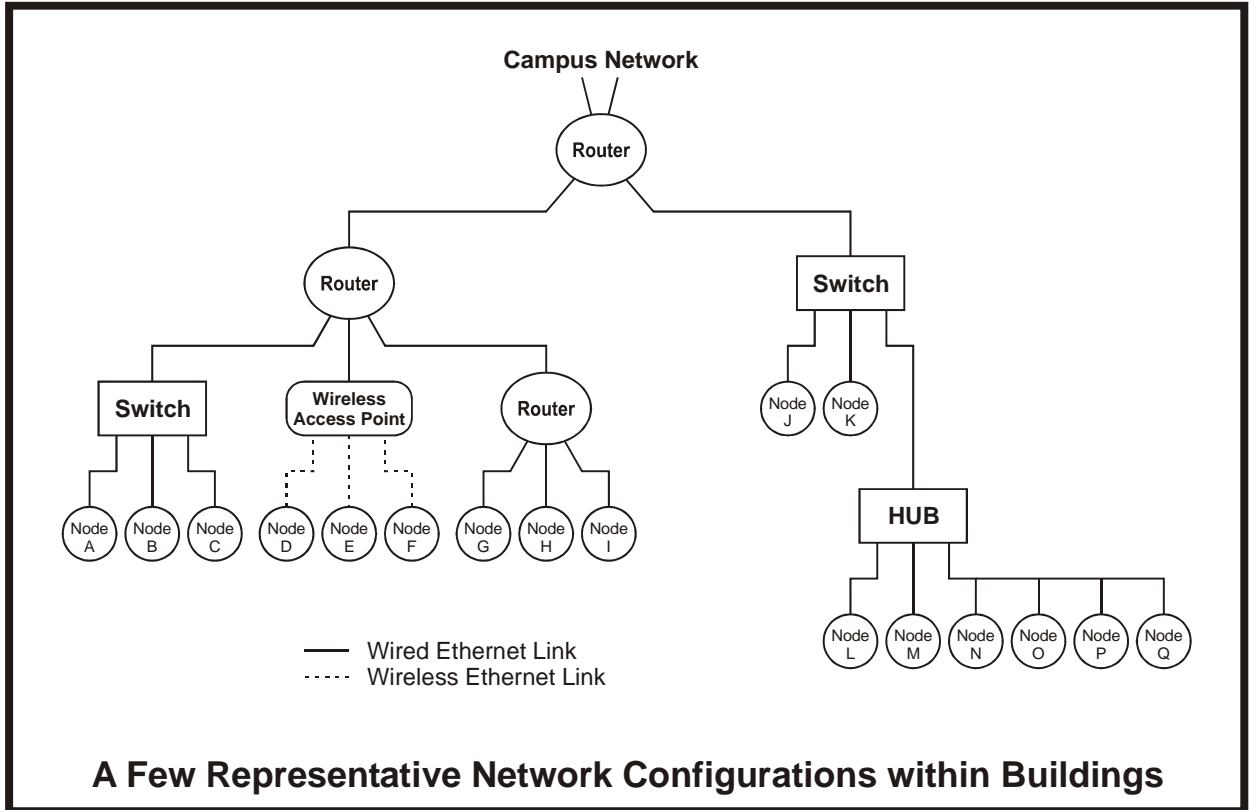 Campus Network
Router
Router
Switch
Switch
Wireless
Access Point
Router
Node
J
Node
K
Node
A
Node
B
Node
C
Node
D
Node
E
Node
F
Node
G
Node
H
Node
I
HUB
Node
L
Node
M
Node
N
Node
O
Node
P
Node
Q
Wired Ethernet Link
Wireless Ethernet Link
A Few Representative Network Configurations within Buildings